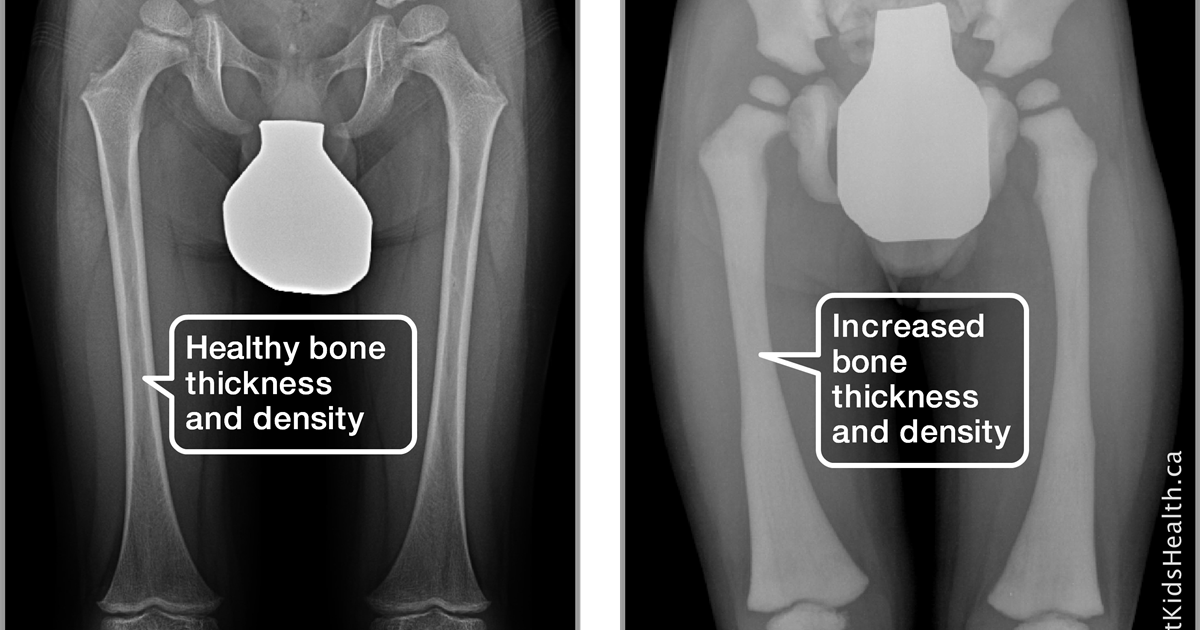 Healthy bone
thickness
and density
Increased
bone
thickness
and density
tKidsHealth.ca